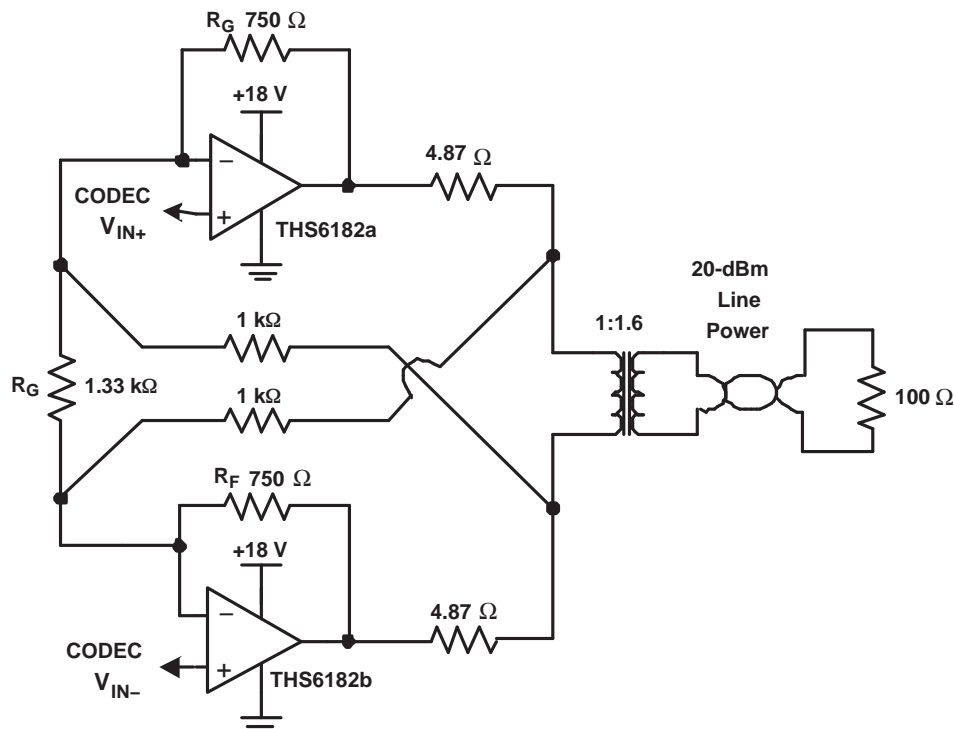 RG 750 Ω
+18 V
−
CODEC
VIN+
+
THS6182a
4.87 Ω
20-dBm
Line
Power
1:1.6
1 kΩ
RG
1.33 kΩ
1 kΩ
100 Ω
RF 750 Ω
+18 V
−
4.87 Ω
CODEC
VIN−
+
THS6182b